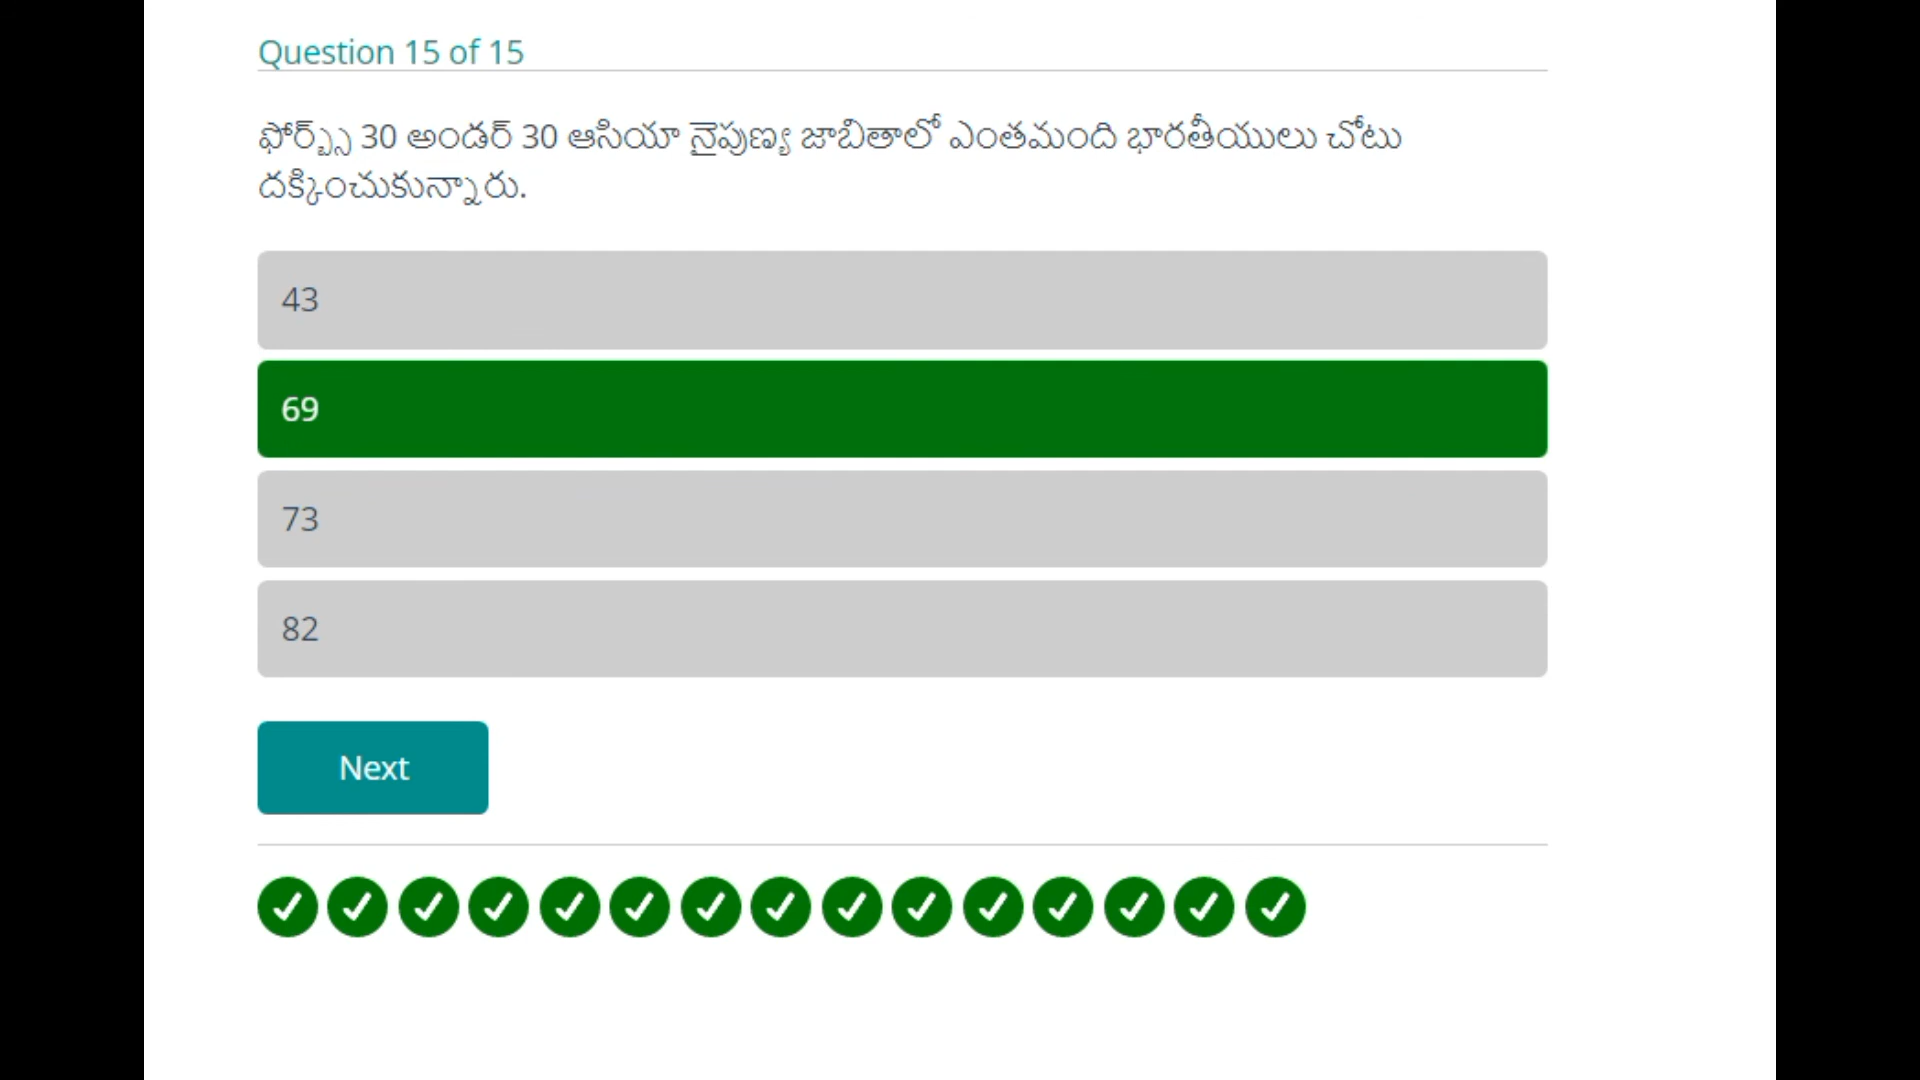 Question 15 of 15
ఫోర్బ్స్ 30 అండర్ 30 ఆసియా నైపుణ్య జాబితాలో ఎంతమంది భారతీయులు చోటు
దక్కించుకున్నారు.
43
69
73
82
Next